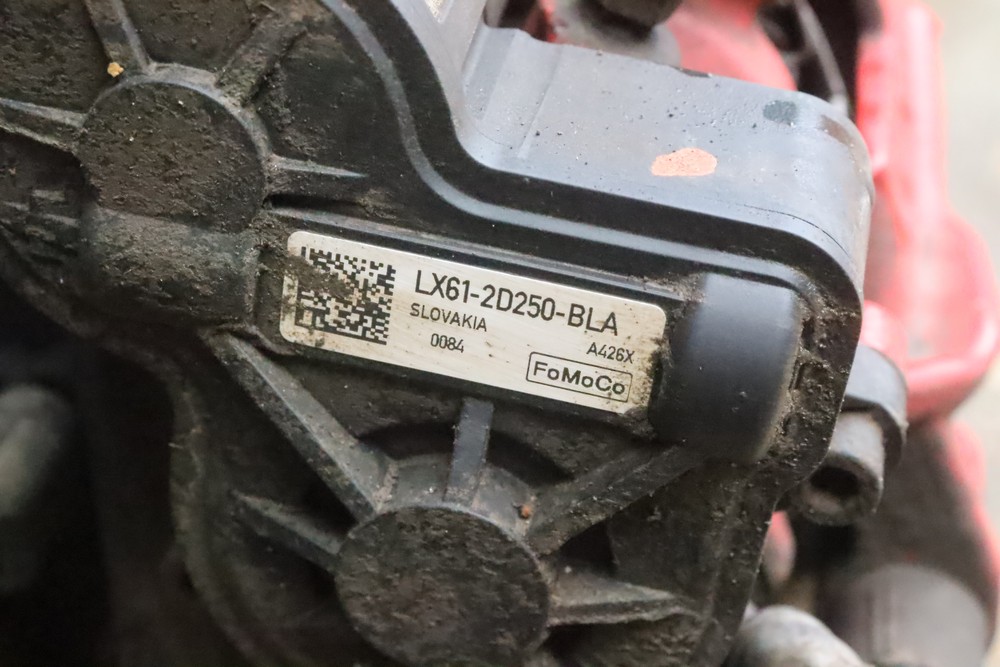 LX61-2D250-BLA
SLOVAKIA
0084
A426X
FoMoCo